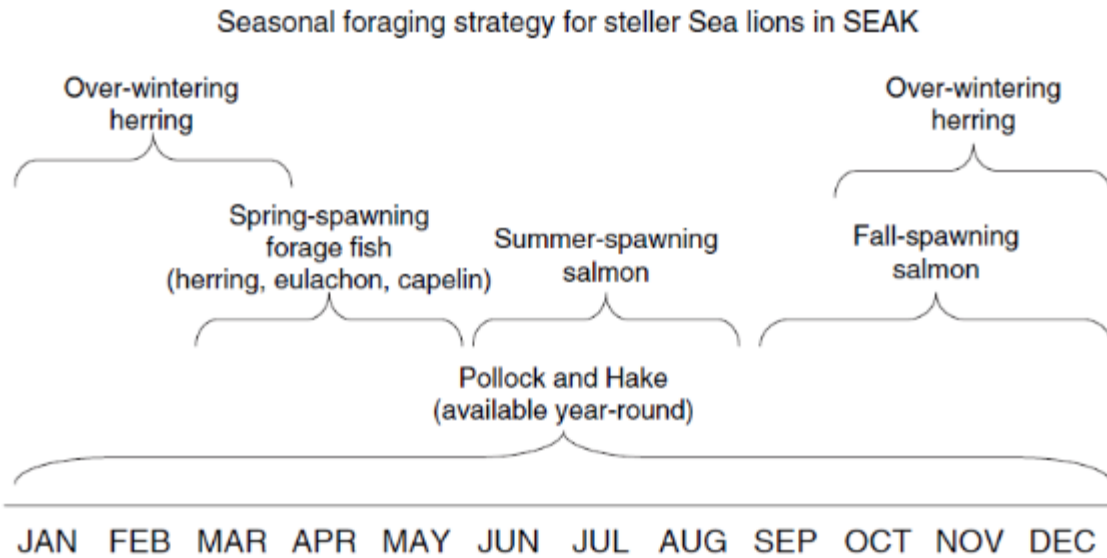 Seasonal foraging strategy for steller Sea lions in SEAK
Over-wintering
herring
Over-wintering
herring
Spring-spawning
forage fish
(herring, eulachon, capelin)
Summer-spawning
salmon
Fall-spawning
salmon
Pollock and Hake
(available year-round)
JAN FEB MAR APR MAY JUN JUL AUG SEP OCT NOV DEC